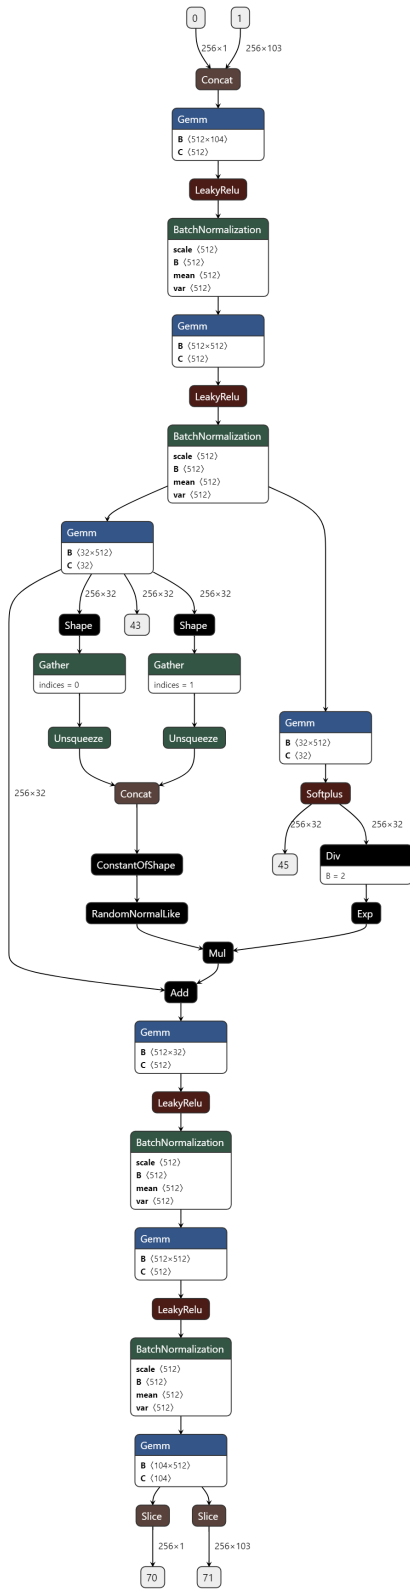 0 1
256×1 256×103
Concat
Gemm
B ⟨512×104⟩
C ⟨512⟩
LeakyRelu
BatchNormalization
scale ⟨512⟩
B ⟨512⟩
mean ⟨512⟩
var ⟨512⟩
Gemm
B ⟨512×512⟩
C ⟨512⟩
LeakyRelu
BatchNormalization
scale ⟨512⟩
B ⟨512⟩
mean ⟨512⟩
var ⟨512⟩
Gemm
B ⟨32×512⟩
C ⟨32⟩
256×32 256×32 256×32
Shape 43 Shape
Gather Gather
indices = 0 indices = 1
Unsqueeze Unsqueeze
Gemm
B ⟨32×512⟩
C ⟨32⟩
256×32 Concat Softplus
256×32 256×32
ConstantOfShape 45 Div
B = 2
RandomNormalLike Exp
Mul
Add
Gemm
B ⟨512×32⟩
C ⟨512⟩
LeakyRelu
BatchNormalization
scale ⟨512⟩
B ⟨512⟩
mean ⟨512⟩
var ⟨512⟩
Gemm
B ⟨512×512⟩
C ⟨512⟩
LeakyRelu
BatchNormalization
scale ⟨512⟩
B ⟨512⟩
mean ⟨512⟩
var ⟨512⟩
Gemm
B ⟨104×512⟩
C ⟨104⟩
Slice Slice
256×1 256×103
70 71